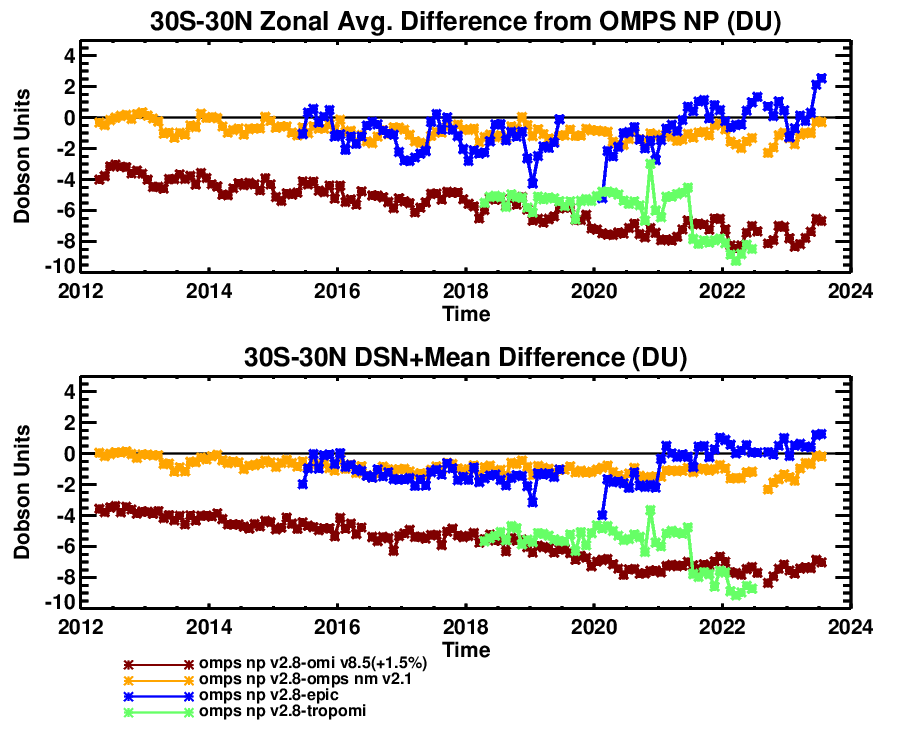 30S-30N Zonal Avg. Difference from OMPS NP (DU)
Dobson Units
4
2
0
-2
-4
-6
-8
-10
2012 2014 2016 2018 2020 2022 2024
Time
30S-30N DSN+Mean Difference (DU)
Dobson Units
4
2
0
-2
-4
-6
-8
-10
2012 2014 2016 2018 2020 2022 2024
Time
omps np v2.8-omi v8.5(+1.5%)
omps np v2.8-omps nm v2.1
omps np v2.8-epic
omps np v2.8-tropomi